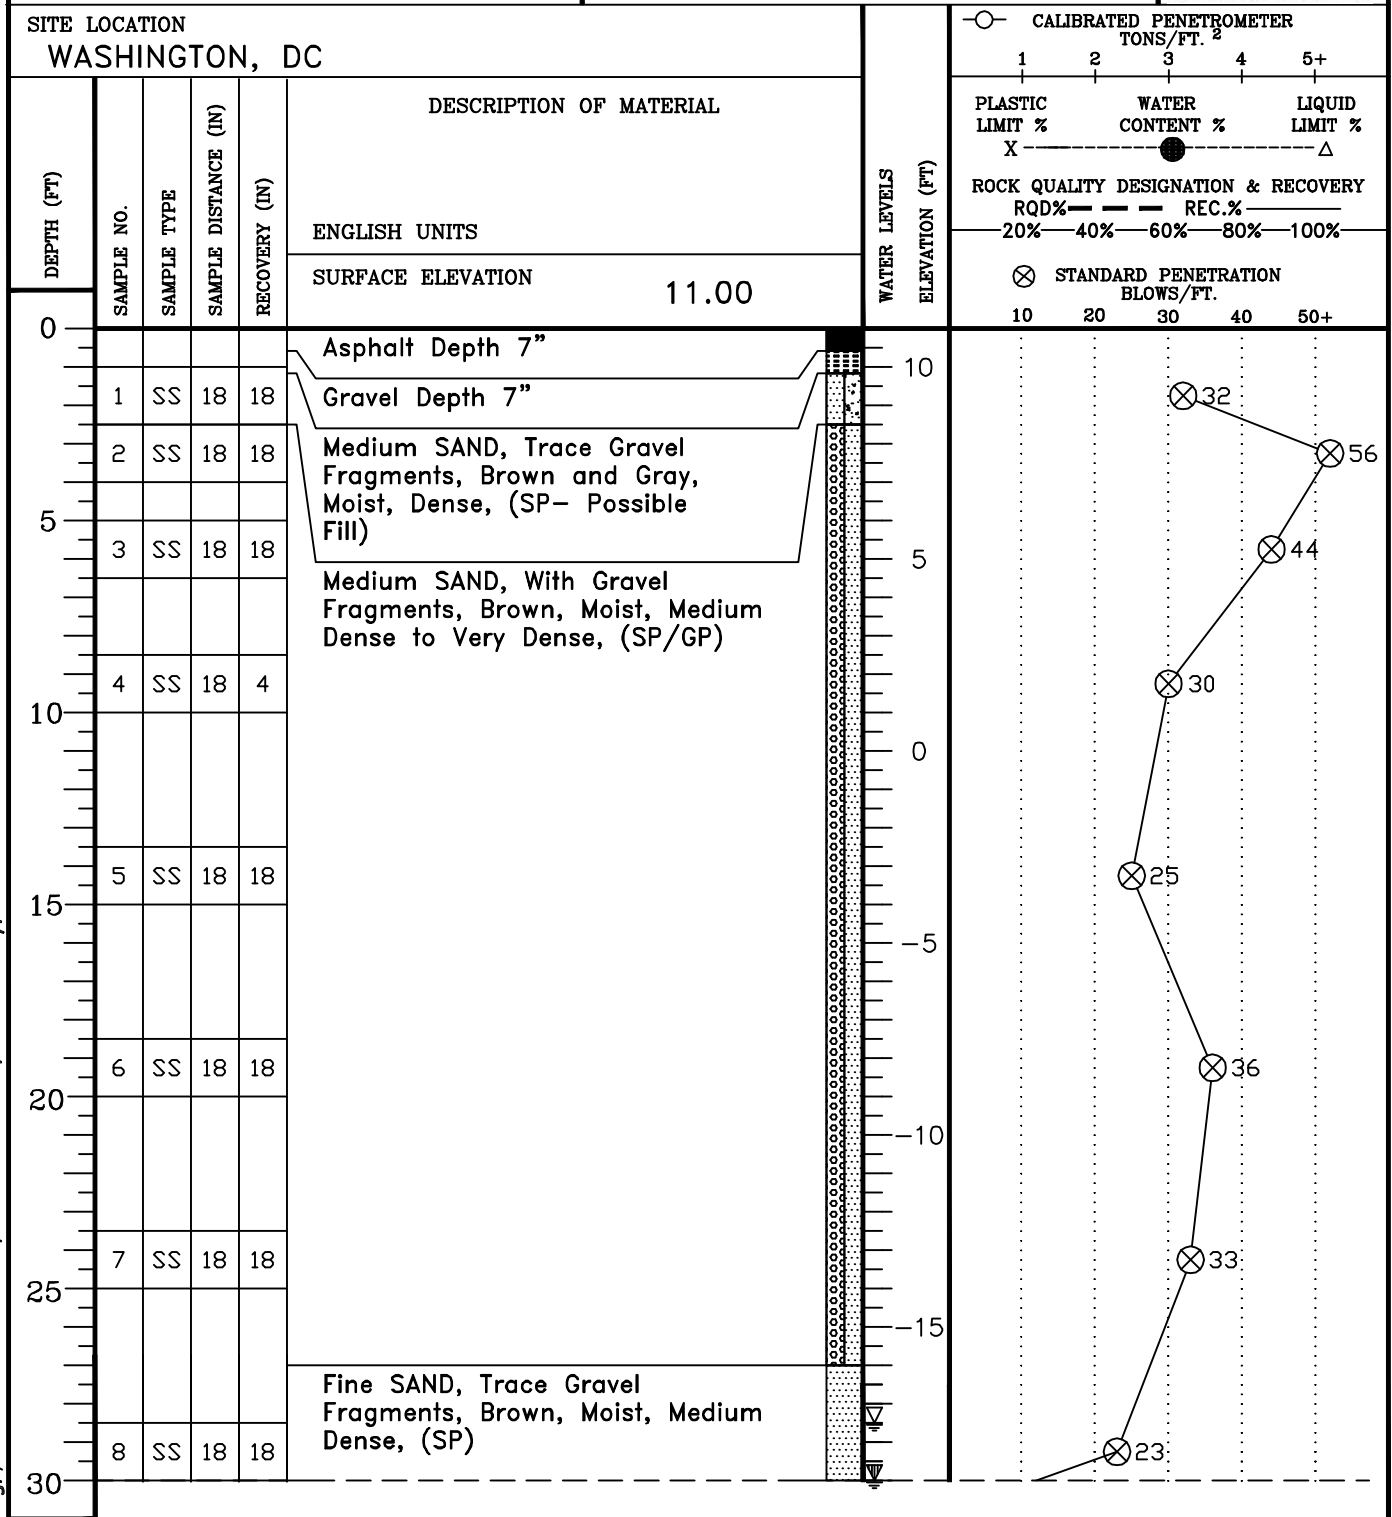 SITE LOCATION
WASHINGTON, DC
CALIBRATED PENETROMETER
TONS/FT. 2
1 2 3 4 5+
PLASTIC WATER LIQUID
LIMIT % CONTENT % LIMIT %
X
ROCK QUALITY DESIGNATION & RECOVERY
RQD% REC.%
20% 40% 60% 80% 100%
STANDARD PENETRATION
BLOWS/FT.
10 20 30 40 50+
DEPTH (FT)
SAMPLE NO.
SAMPLE TYPE
SAMPLE DISTANCE (IN)
RECOVERY (IN)
DESCRIPTION OF MATERIAL
ENGLISH UNITS
SURFACE ELEVATION 11.00
WATER LEVELS
ELEVATION (FT)
0
Asphalt Depth 7"
10
1 SS 18 18
Gravel Depth 7"
32
2 SS 18 18
Medium SAND, Trace Gravel
Fragments, Brown and Gray,
Moist, Dense, (SP- Possible
Fill)
56
5
3 SS 18 18
5
44
Medium SAND, With Gravel
Fragments, Brown, Moist, Medium
Dense to Very Dense, (SP/GP)
4 SS 18 4
30
10
0
5 SS 18 18
25
15
-5
6 SS 18 18
36
20
-10
7 SS 18 18
33
25
-15
Fine SAND, Trace Gravel
Fragments, Brown, Moist, Medium
Dense, (SP)
8 SS 18 18
23
30